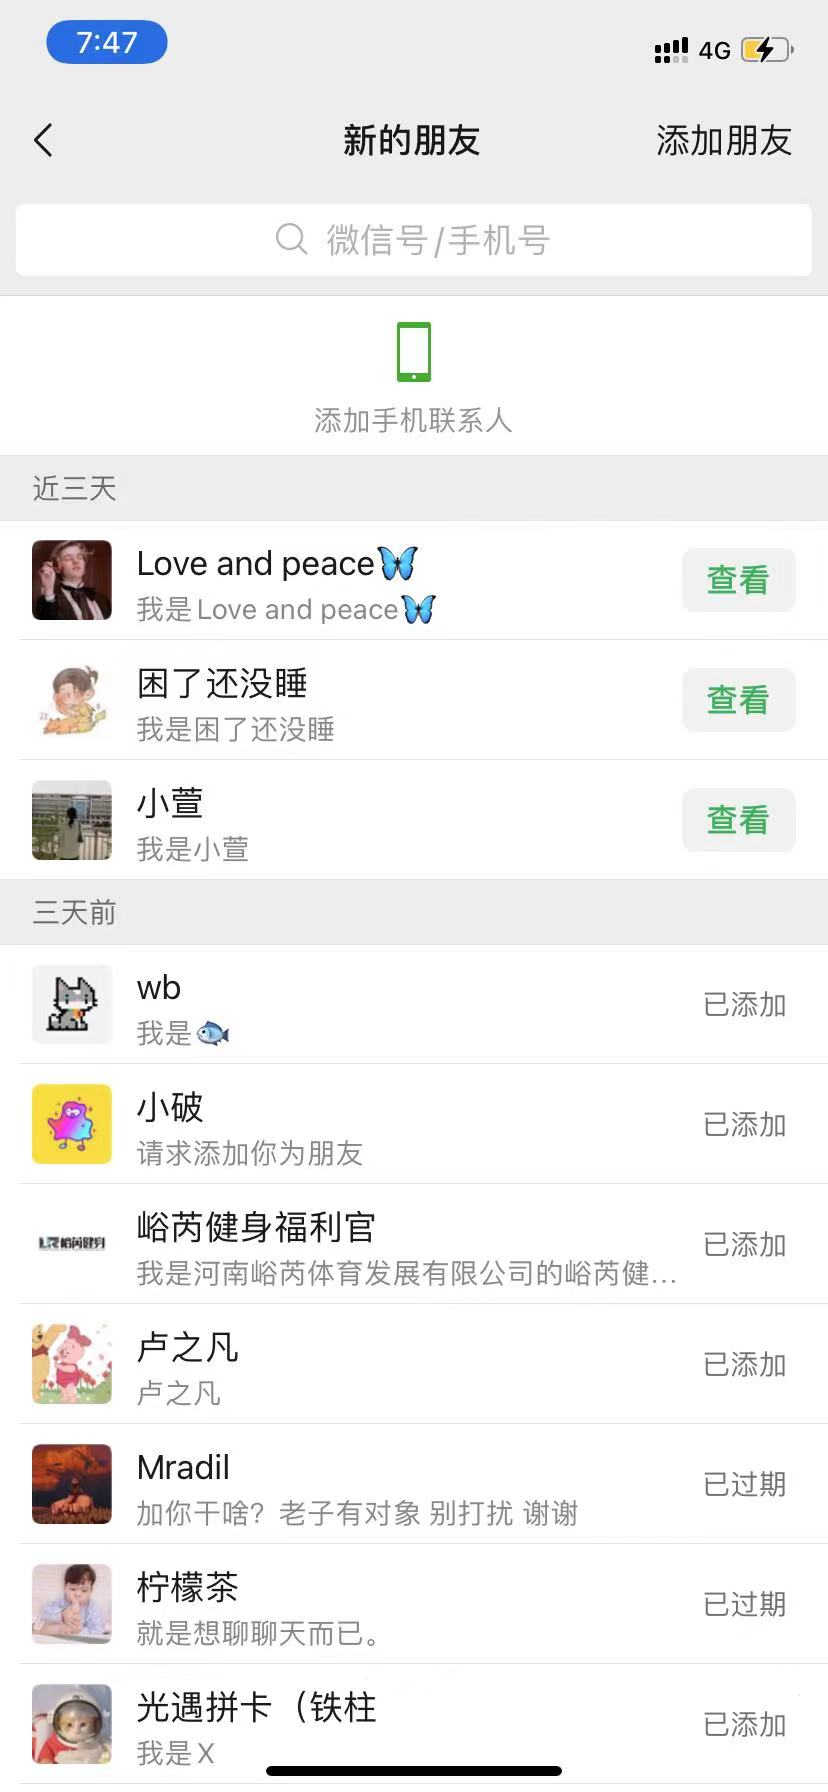 7:47
4G
新的朋友
添加朋友
微信号/手机号
添加手机联系人
近三天
Love and peace🦋
我是Love and peace🦋
查看
困了还没睡
我是困了还没睡
查看
小萱
我是小萱
查看
三天前
wb
我是🐟
已添加
小破
请求添加你为朋友
已添加
LR峪芮健身
峪芮健身福利官
我是河南峪芮体育发展有限公司的峪芮健...
已添加
卢之凡
卢之凡
已添加
Mradil
加你干啥？老子有对象 别打扰 谢谢
已过期
柠檬茶
就是想聊聊天而已。
已过期
光遇拼卡（铁柱
我是X
已添加